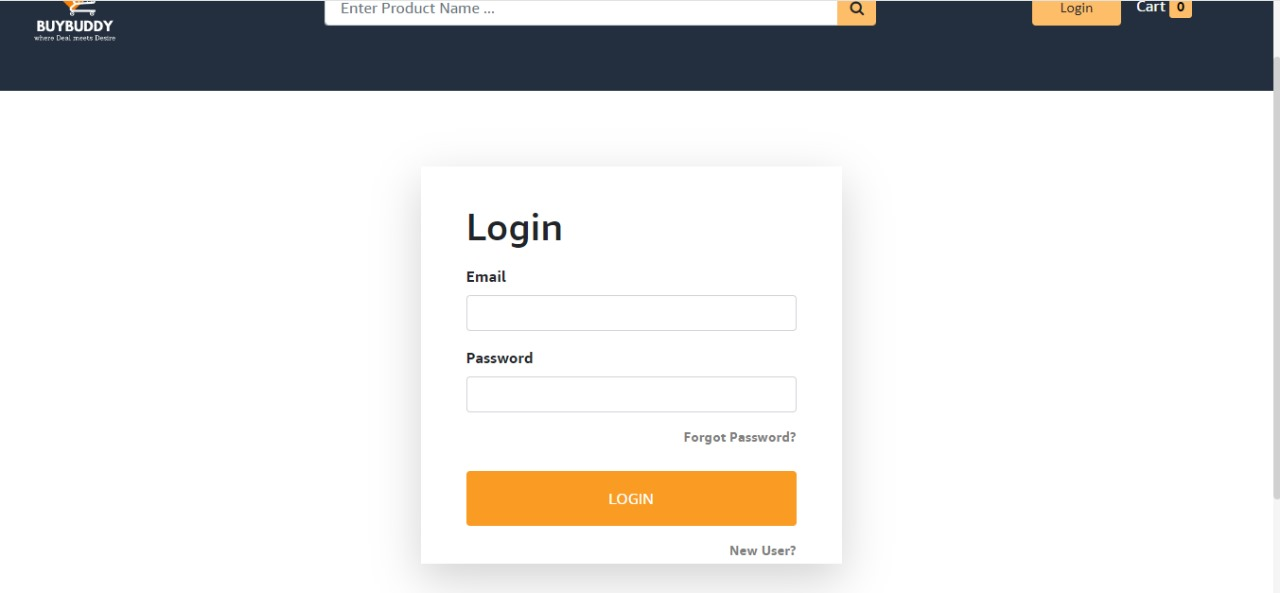 Enter Product Name ...
Login
Cart 0
BUYBUDDY
where Deal meets Desire
Login
Email
Password
Forgot Password?
LOGIN
New User?